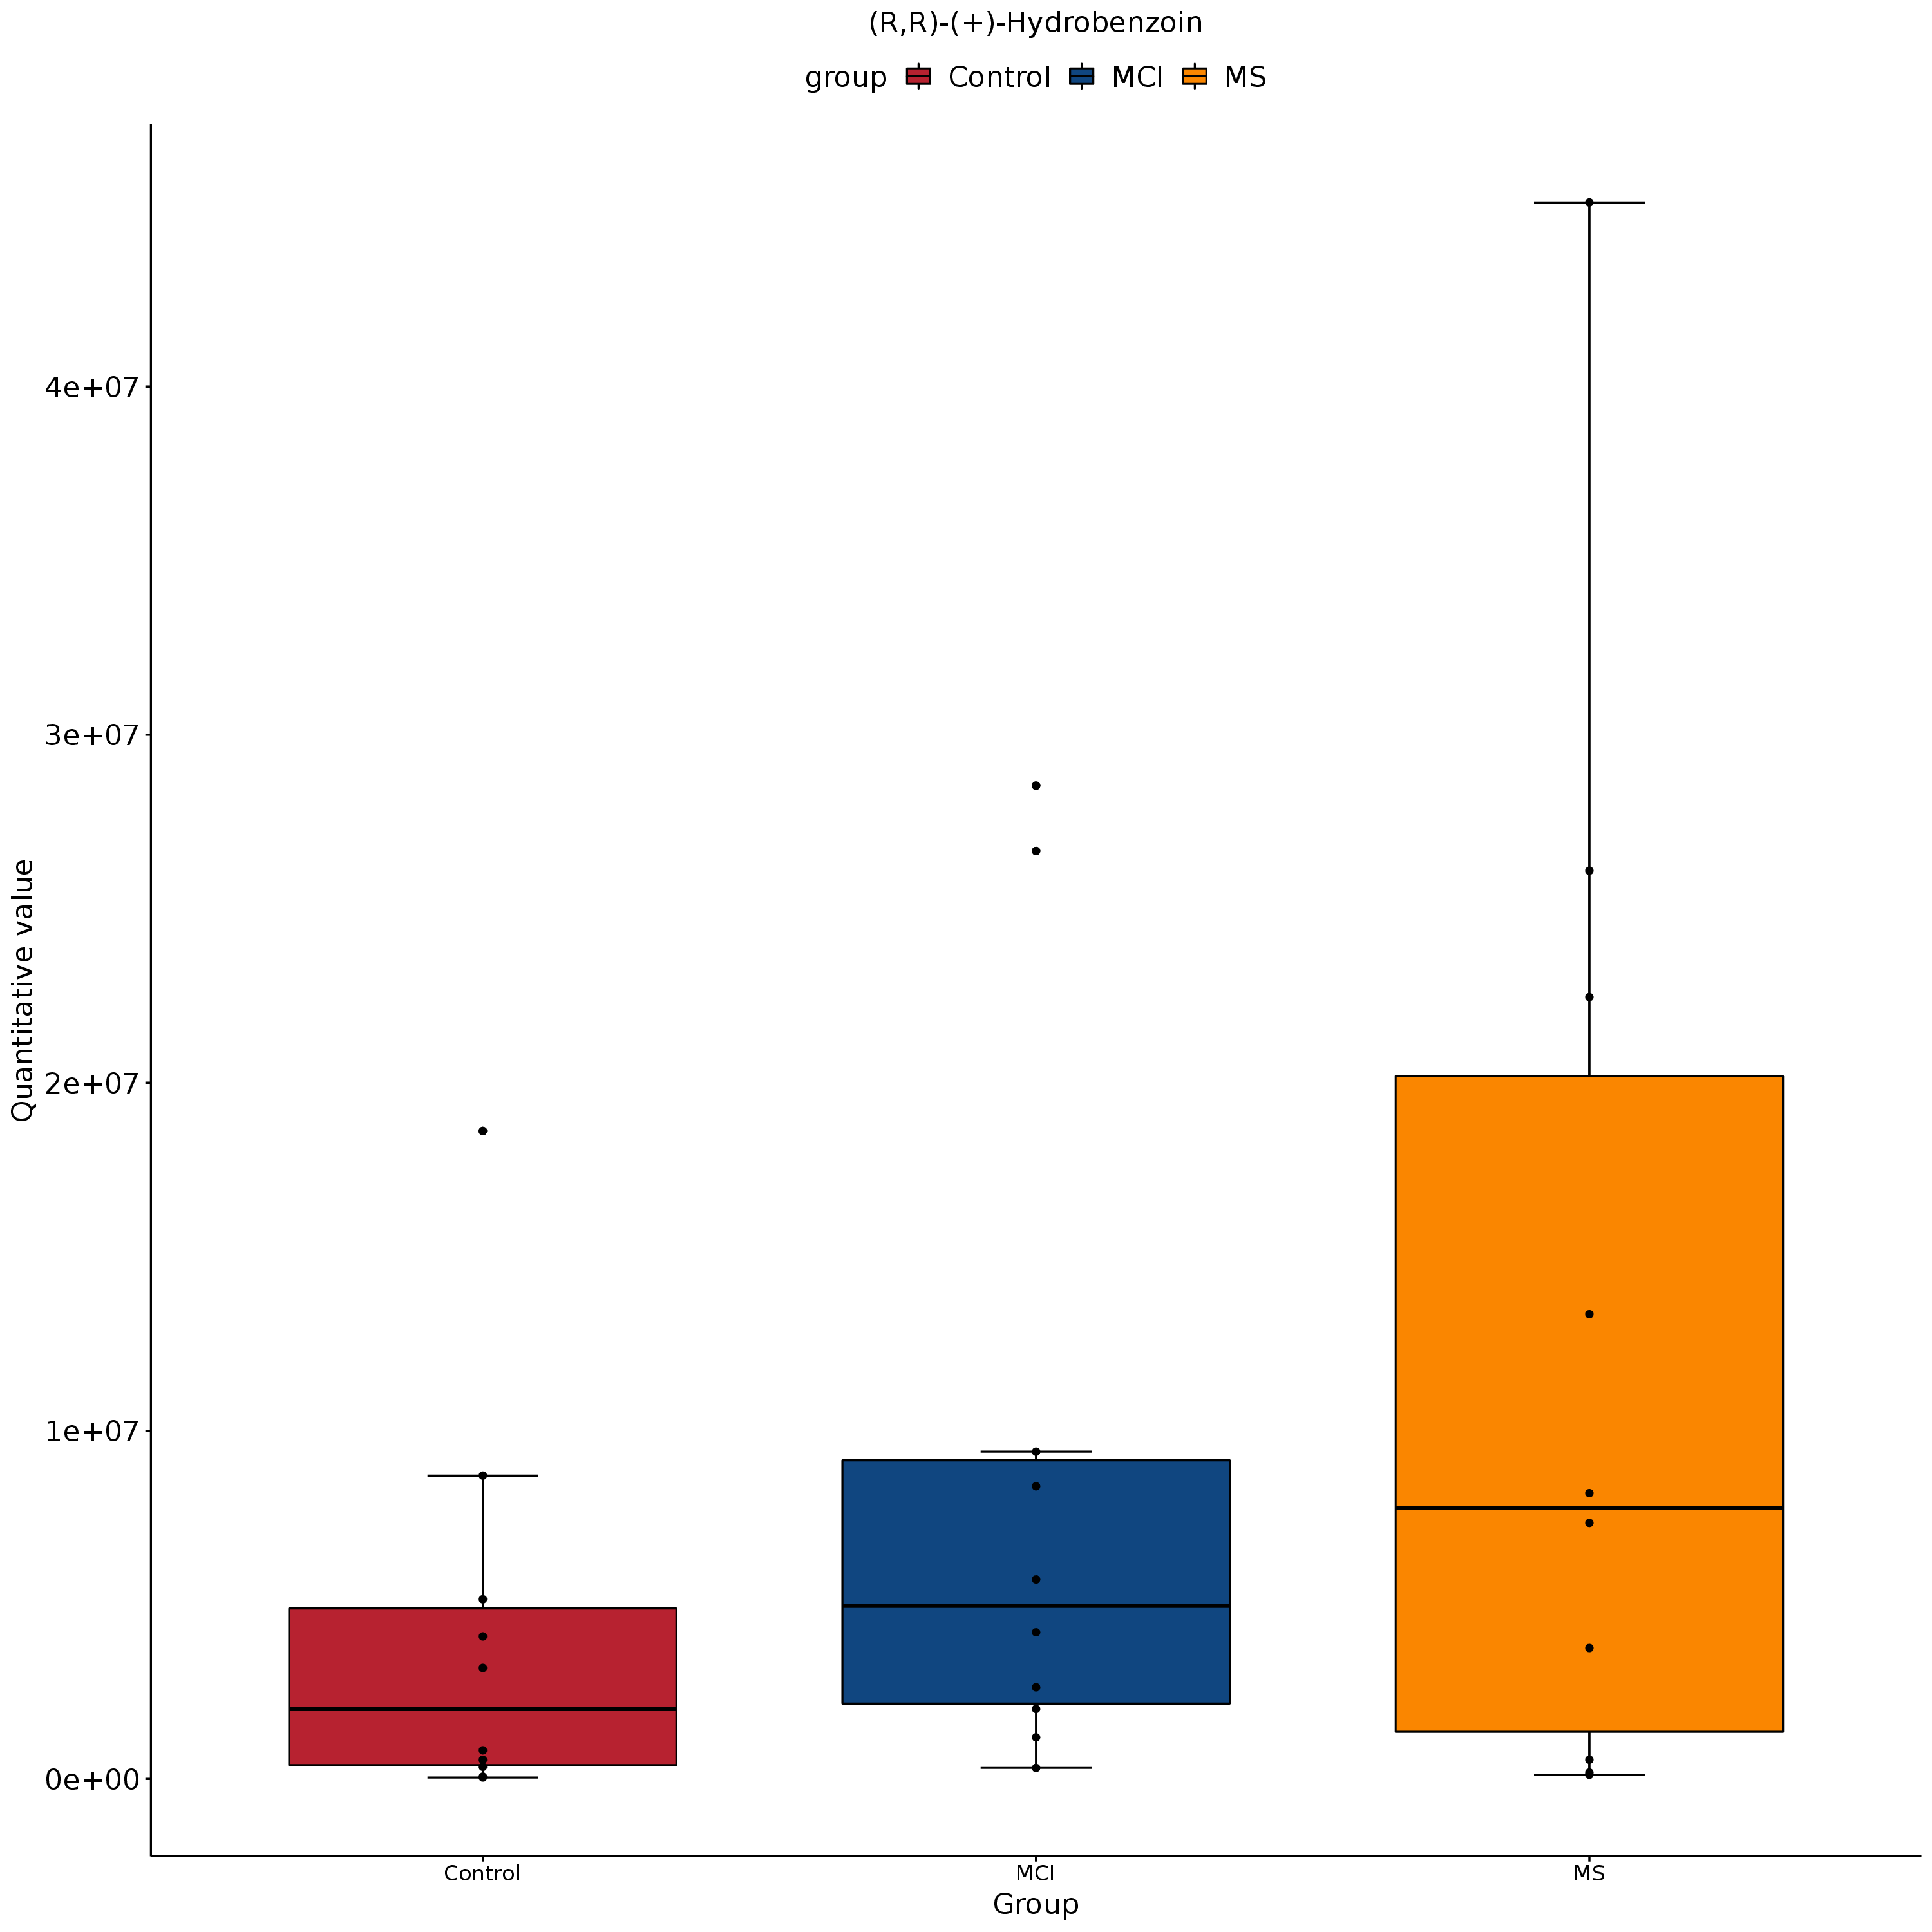 (R,R)-(+)-Hydrobenzoin
group Control MCI MS
Quantitative value
4e+07
3e+07
2e+07
1e+07
0e+00
Control MCI MS
Group